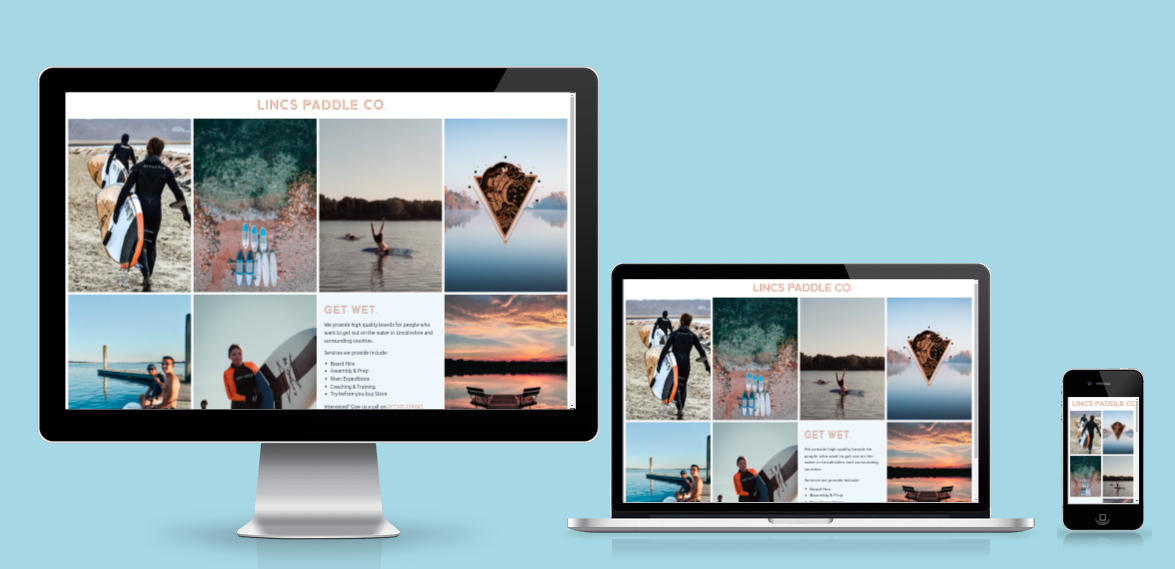 LINCS PADDLE CO.
GET WET.
We provide high quality boards for people who
want to get out on the water in Lincolnshire and
surrounding counties.
Services we provide include:
Board Hire
Assembly & Prep
River Expeditions
Coaching & Training
Try-before-you-buy Store
Interested? Give us a call on
LINCS PADDLE CO.
GET WET.
We provide high quality boards for
people who want to get out on the
water in Lincolnshire and surrounding
counties.
Services we provide include:
Board Hire
Assembly & Prep
LINCS PADDLE CO